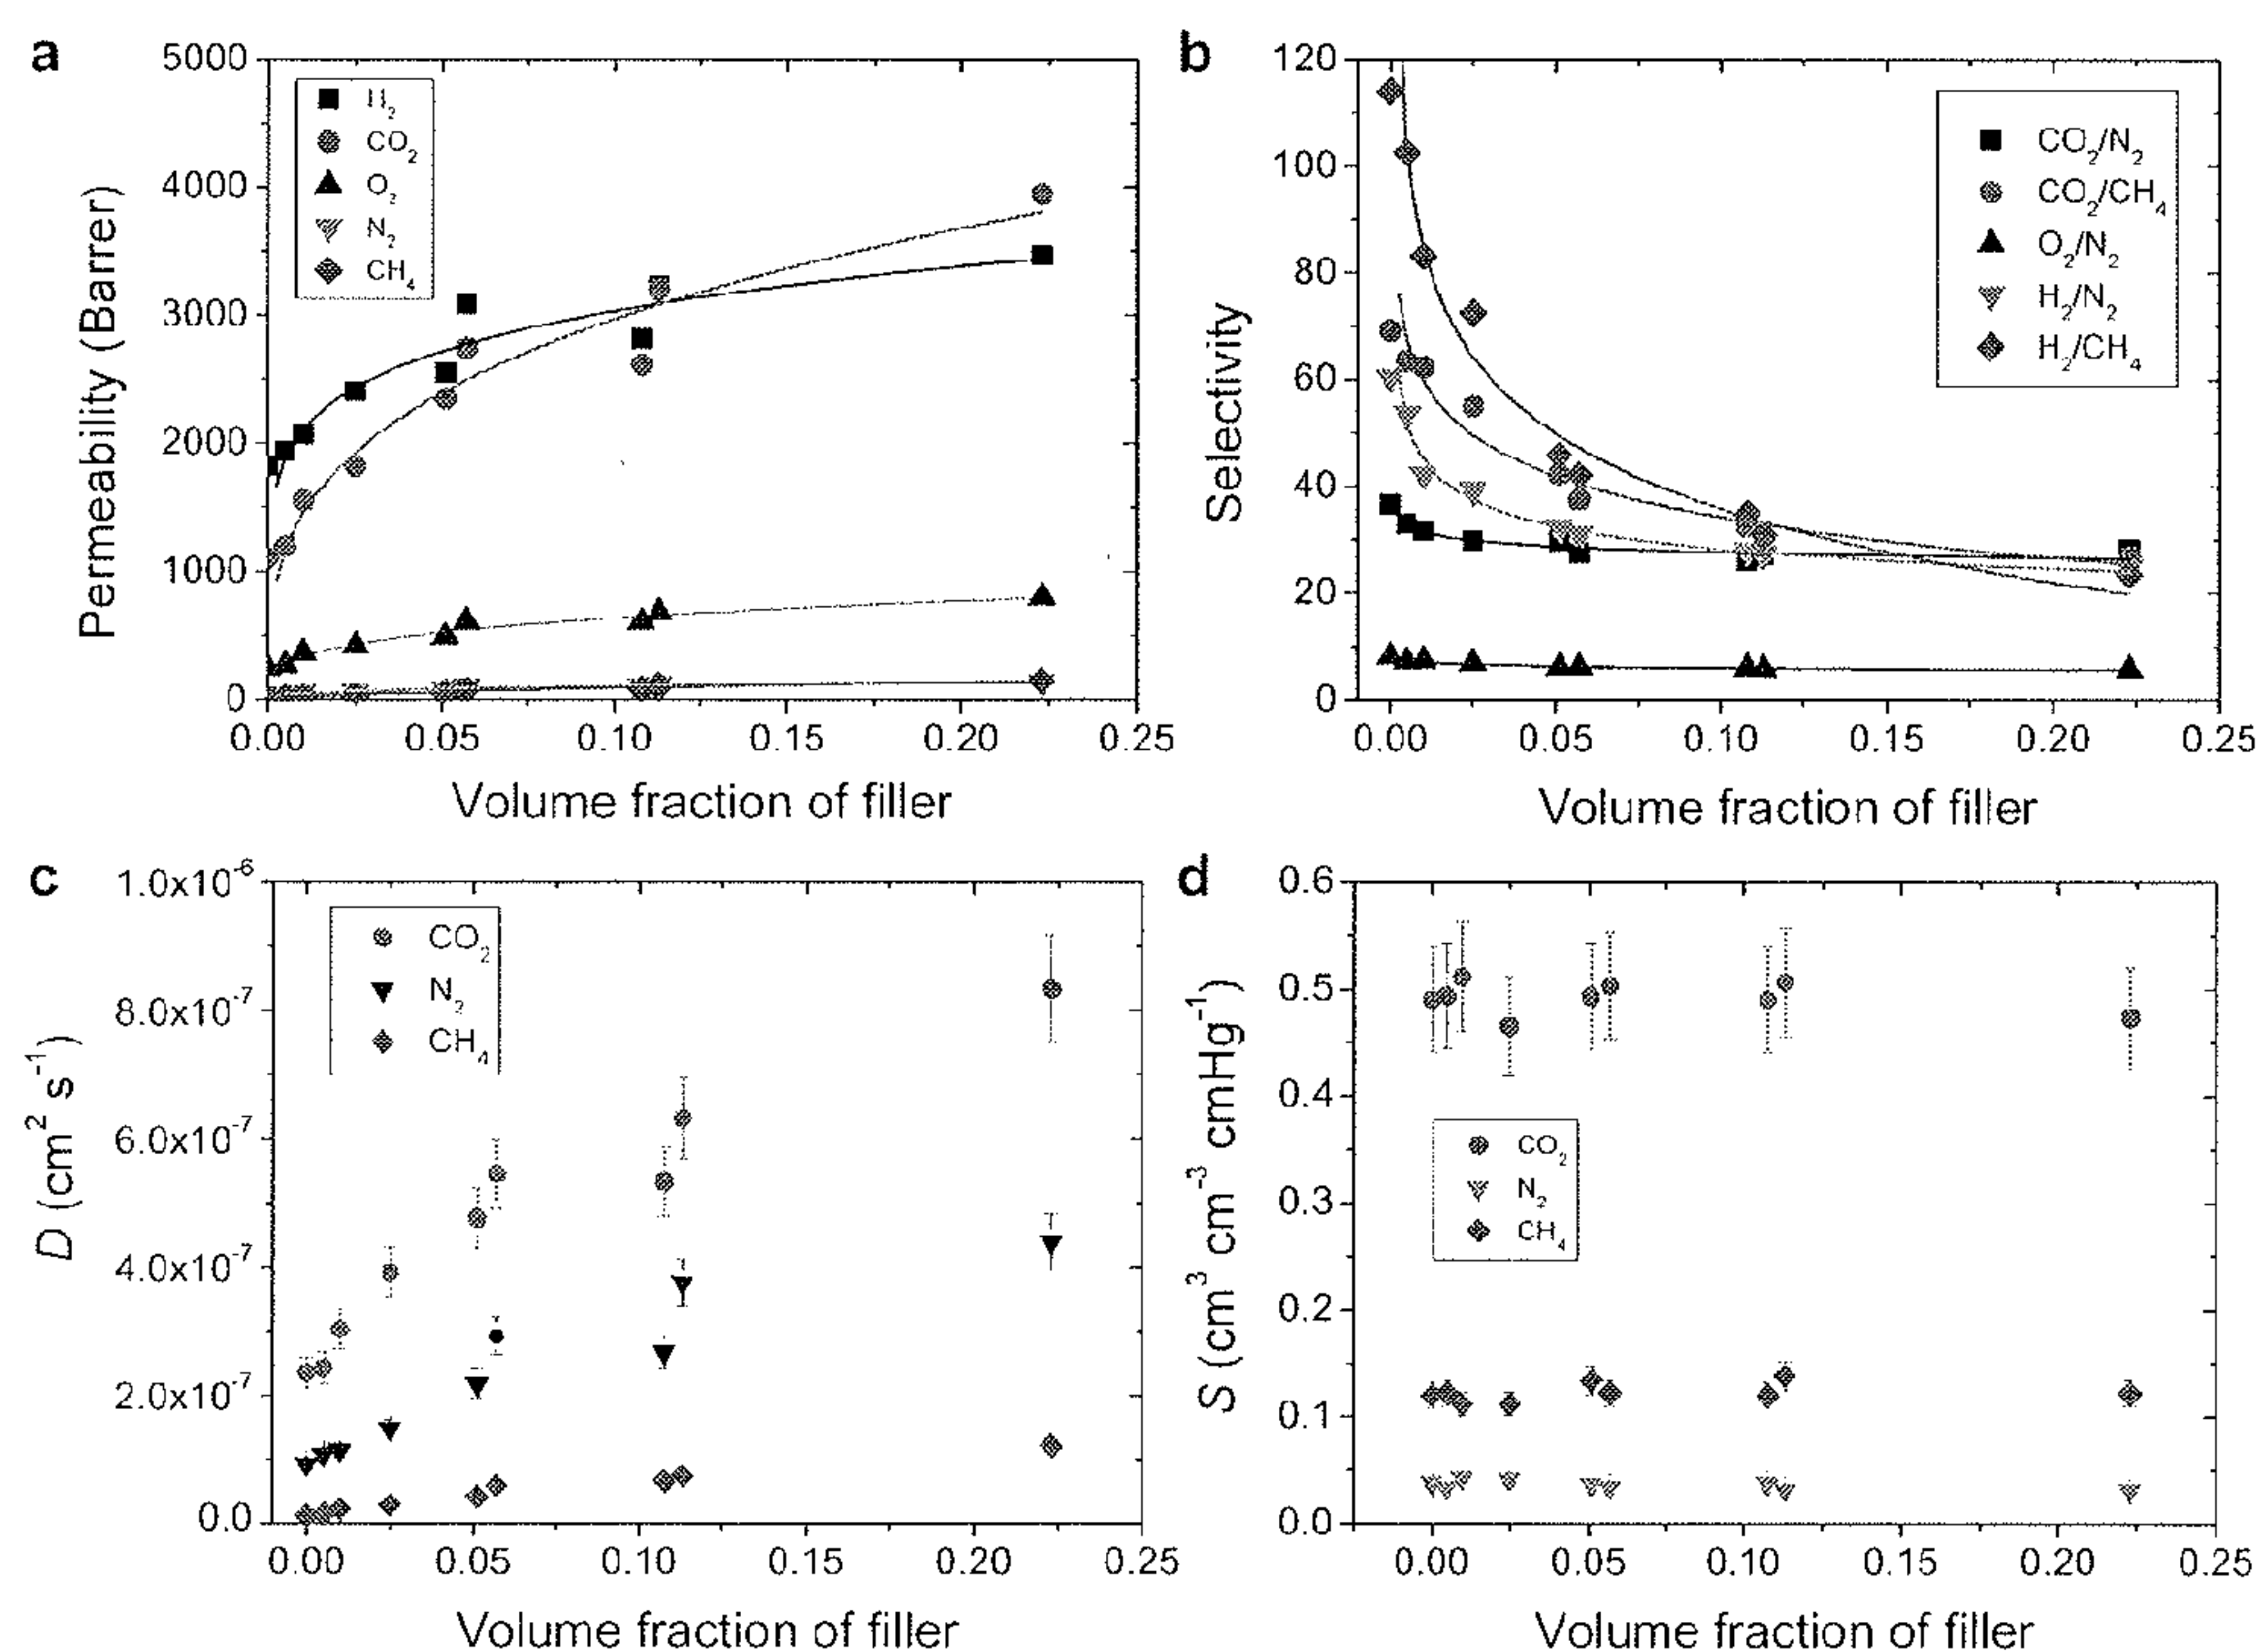 a
5000
4000
3000
2000
1000
0
0.00 0.05 0.10 0.15 0.20 0.25
Permeability (Barrer)
Volume fraction of filler
H2
CO2
O2
N2
CH4
b
120
100
80
60
40
20
0
0.00 0.05 0.10 0.15 0.20 0.25
Selectivity
Volume fraction of filler
CO2/N2
CO2/CH4
O2/N2
H2/N2
H2/CH4
c
1.0x10-6
8.0x10-7
6.0x10-7
4.0x10-7
2.0x10-7
0.0
0.00 0.05 0.10 0.15 0.20 0.25
D (cm2 s-1)
Volume fraction of filler
CO2
N2
CH4
d
0.6
0.5
0.4
0.3
0.2
0.1
0.0
0.00 0.05 0.10 0.15 0.20 0.25
S (cm3 cm-3 cmHg-1)
Volume fraction of filler
CO2
N2
CH4